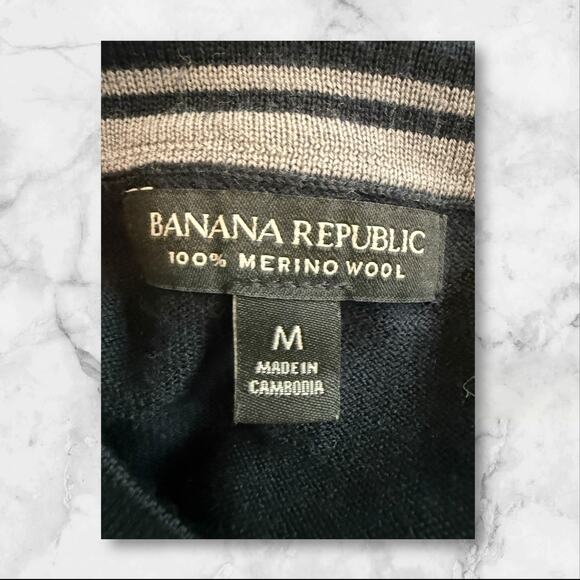 BANANA REPUBLIC
100% MERINO WOOL
M
MADE IN
CAMBODIA